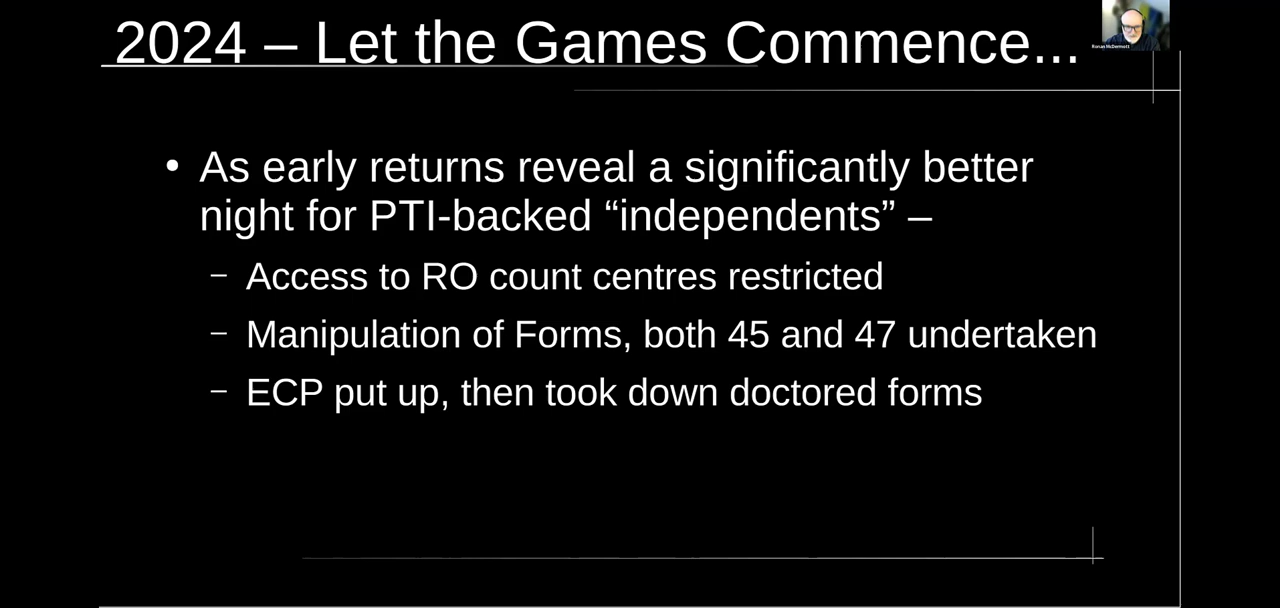 2024 – Let the Games Commence...
Ronan McDermott
• As early returns reveal a significantly better
night for PTI-backed “independents” –
– Access to RO count centres restricted
– Manipulation of Forms, both 45 and 47 undertaken
– ECP put up, then took down doctored forms